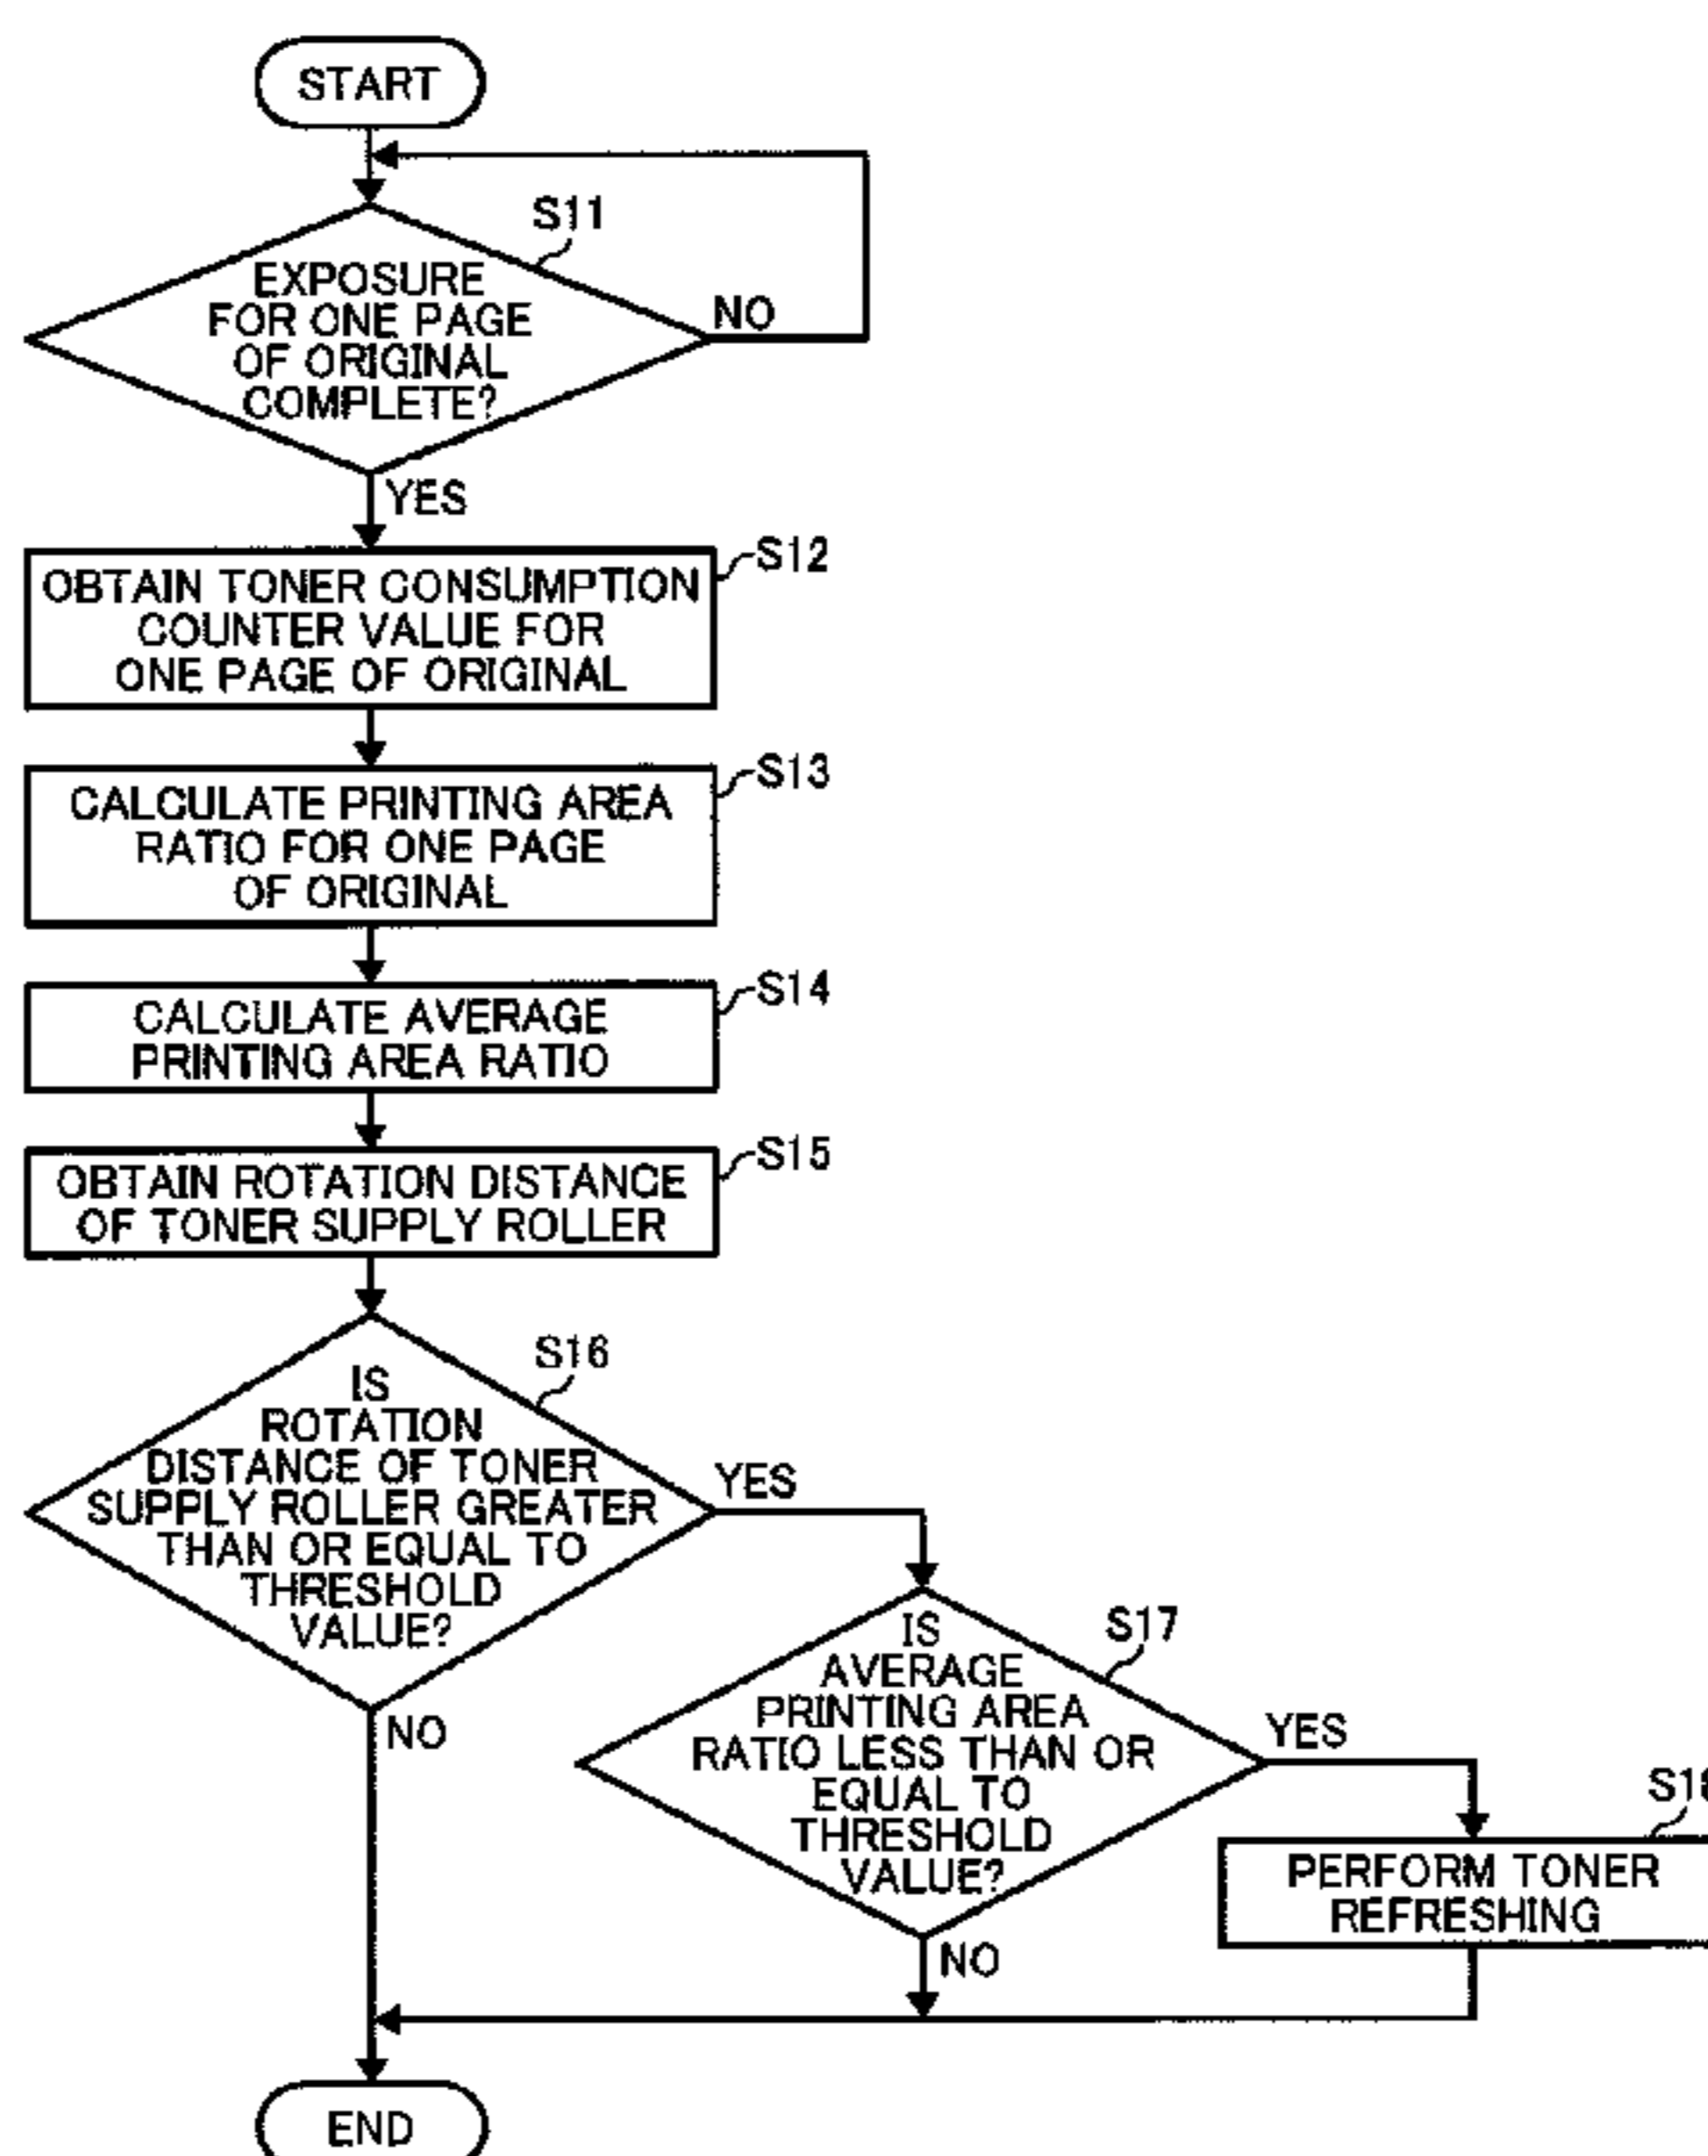 START
S11
EXPOSURE
FOR ONE PAGE
OF ORIGINAL
COMPLETE?
NO
YES
S12
OBTAIN TONER CONSUMPTION
COUNTER VALUE FOR
ONE PAGE OF ORIGINAL
S13
CALCULATE PRINTING AREA
RATIO FOR ONE PAGE
OF ORIGINAL
S14
CALCULATE AVERAGE
PRINTING AREA RATIO
S15
OBTAIN ROTATION DISTANCE
OF TONER SUPPLY ROLLER
S16
IS
ROTATION
DISTANCE OF TONER
SUPPLY ROLLER GREATER
THAN OR EQUAL TO
THRESHOLD
VALUE?
YES
NO
S17
IS
AVERAGE
PRINTING AREA
RATIO LESS THAN OR
EQUAL TO
THRESHOLD
VALUE?
YES
NO
PERFORM TONER
REFRESHING
END